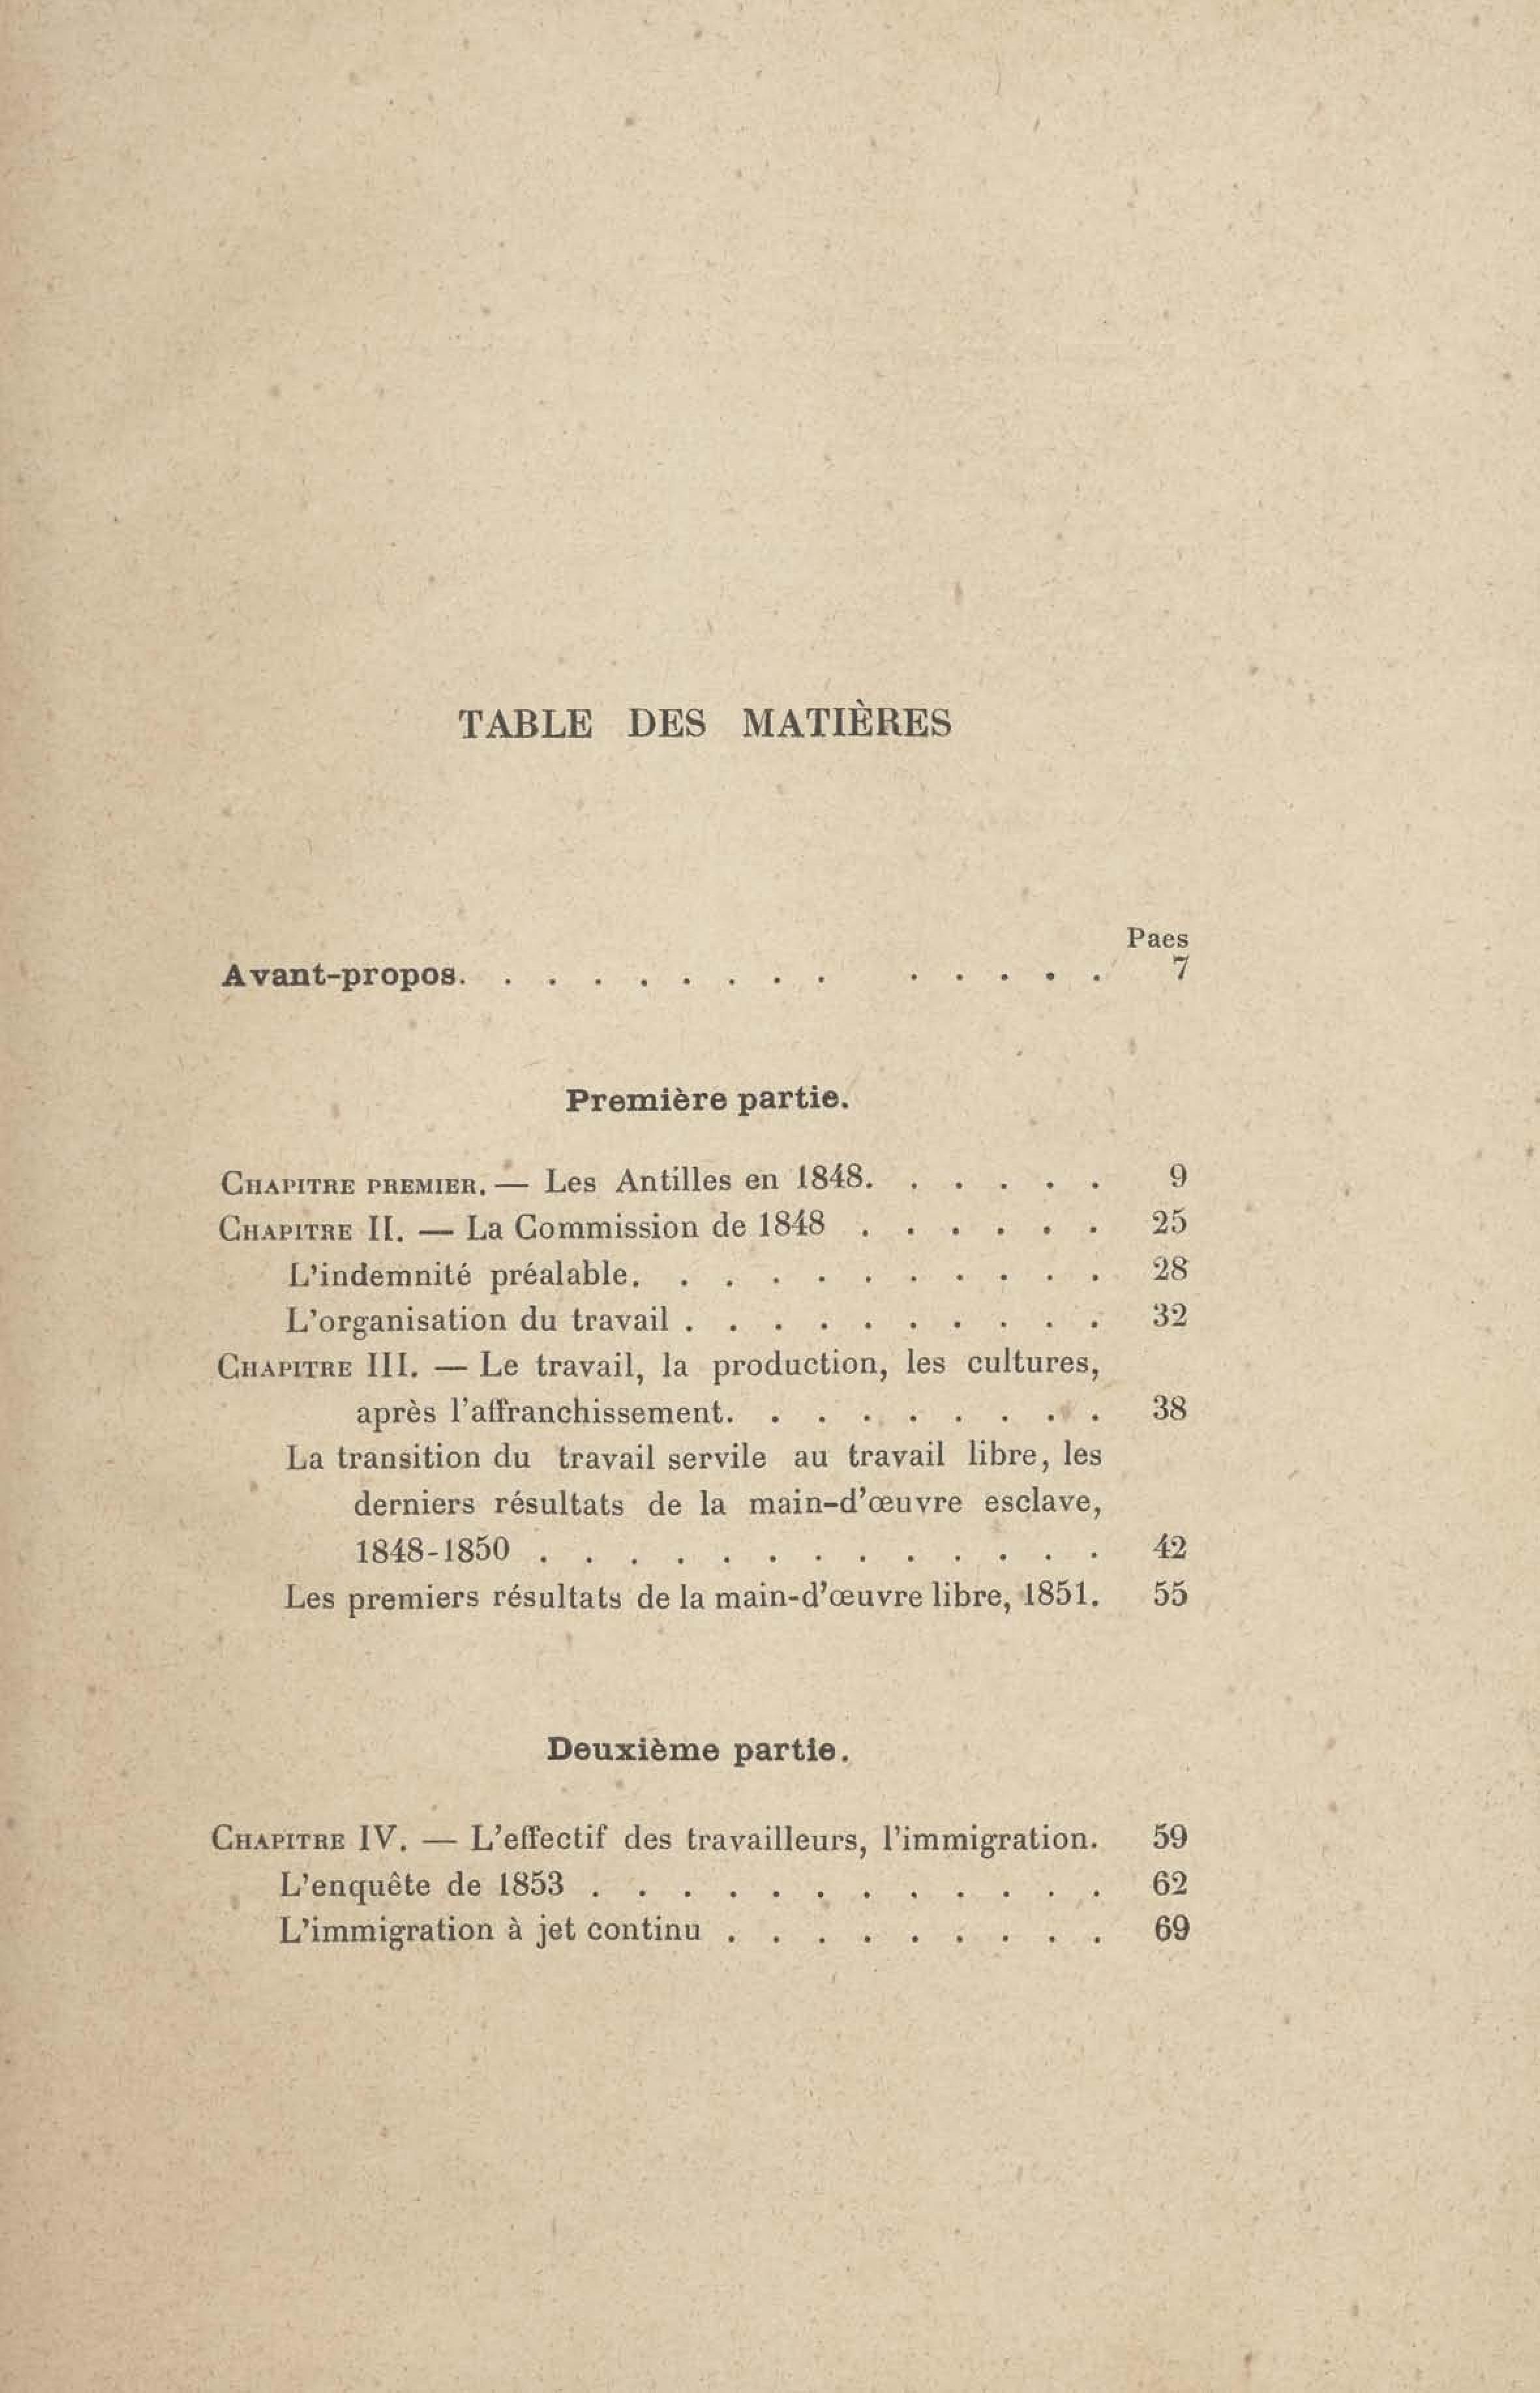 TABLE DES MATIÈRES
Paes
Avant-propos. . . . . . . . . . . . . . 7
Première partie.
CHAPITRE PREMIER. — Les Antilles en 1848. . . . . . 9
CHAPITRE II. — La Commission de 1848 . . . . . . 25
L'indemnité préalable. . . . . . . . . . . 28
L'organisation du travail . . . . . . . . . . 32
CHAPITRE III. — Le travail, la production, les cultures,
après l'affranchissement. . . . . . . . . 38
La transition du travail servile au travail libre, les
derniers résultats de la main-d'œuvre esclave,
1848-1850 . . . . . . . . . . . . . 42
Les premiers résultats de la main-d'œuvre libre, 1851. 55
Deuxième partie.
CHAPITRE IV. — L'effectif des travailleurs, l'immigration. 59
L'enquête de 1853 . . . . . . . . . . . . 62
L'immigration à jet continu . . . . . . . . . 69